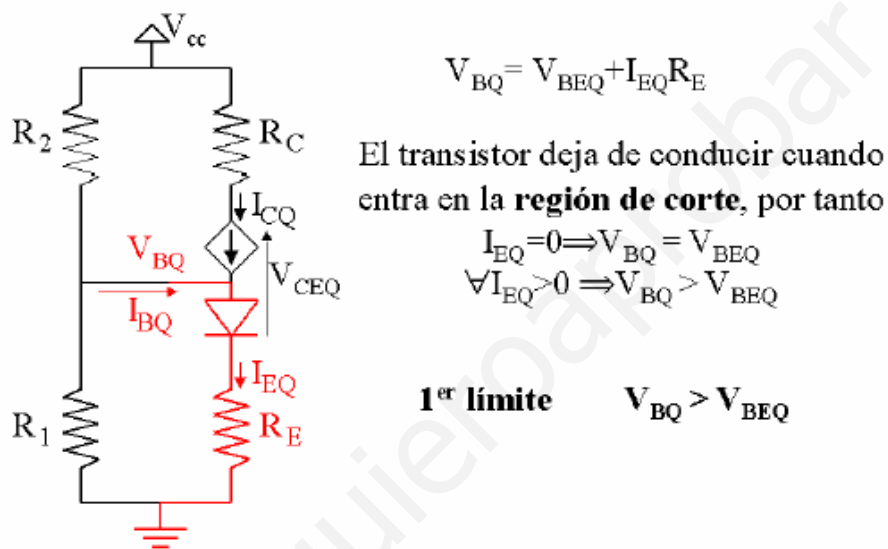 V_cc
V_BQ= V_BEQ+I_EQR_E
R_2
R_C
El transistor deja de conducir cuando
entra en la región de corte, por tanto
I_CQ
I_EQ=0⇒V_BQ = V_BEQ
V_BQ
V_CEQ
∀I_EQ>0 ⇒V_BQ > V_BEQ
I_BQ
I_EQ
1er límite V_BQ > V_BEQ
R_1
R_E
quieroaprobar